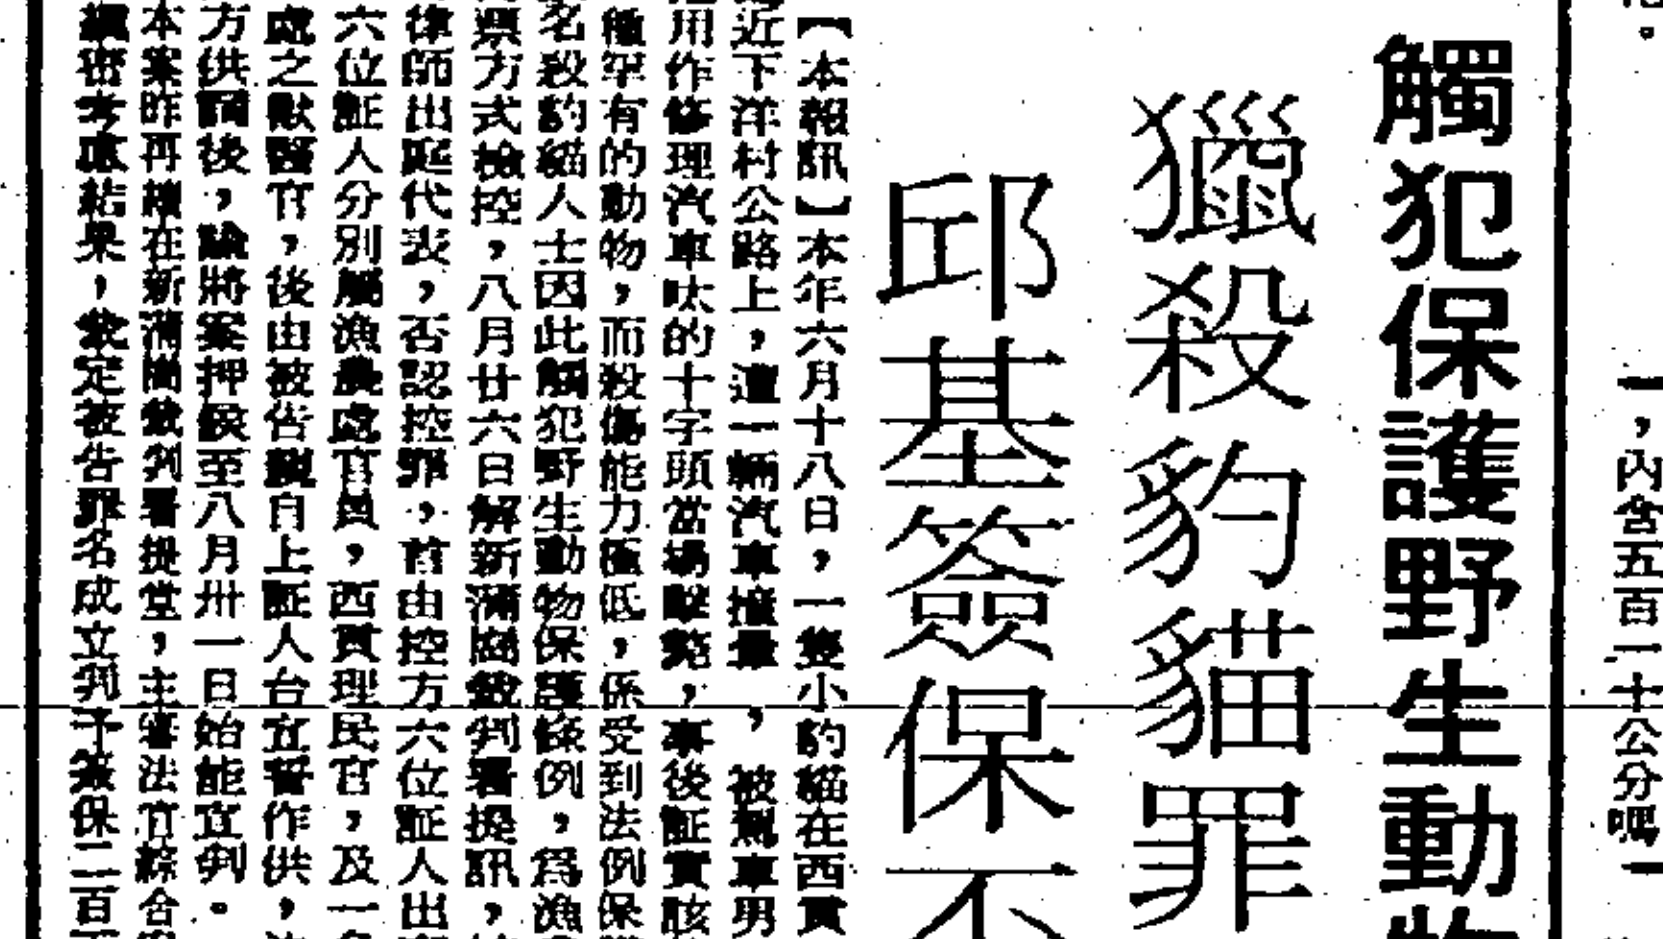 觸犯保護野生動物
獵殺豹貓罪
邱基簽保不
【本報訊】本年六月十八日，一隻小豹貓在西貢
近下洋村公路上，遭一輛汽車撞暈，被駕車男
用作修理汽車呔的十字頭當場擊斃，事後証實該
種罕有的動物，而殺傷能力極低，係受到法例保
名殺豹貓人士因此觸犯野生動物保護條例，為漁
票方式檢控，八月廿六日解新蒲崗裁判署提訊，
律師出庭代表，否認控罪，首由控方六位証人出
六位証人分別屬漁農處官員，西貢理民官，及一名
處之獸醫官，後由被告親自上証人台宣誓作供，
方供詞後，諭將案押候至八月卅一日始能宣判。
本案昨再續在新蒲崗裁判署提堂，主審法官綜合
縝密考慮結果，裁定被告罪名成立判予簽保二百
一，內含五百一十公分嗎